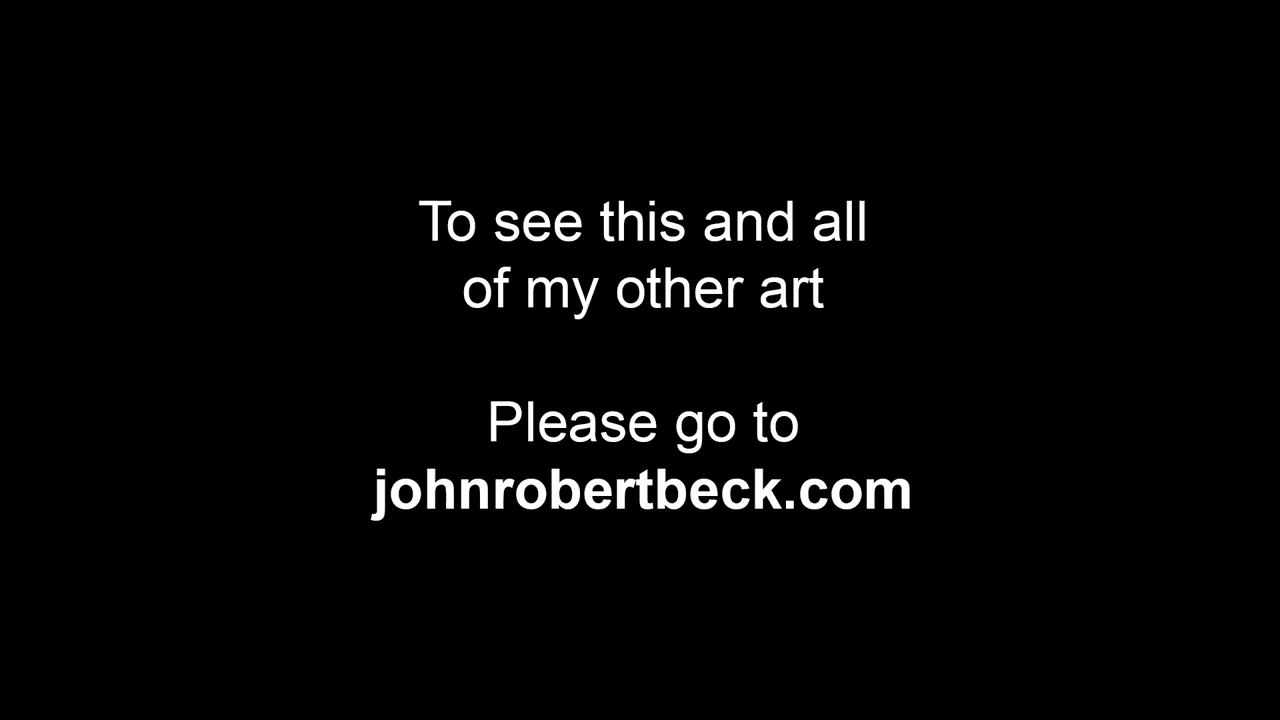 To see this and all
of my other art
Please go to
johnrobertbeck.com